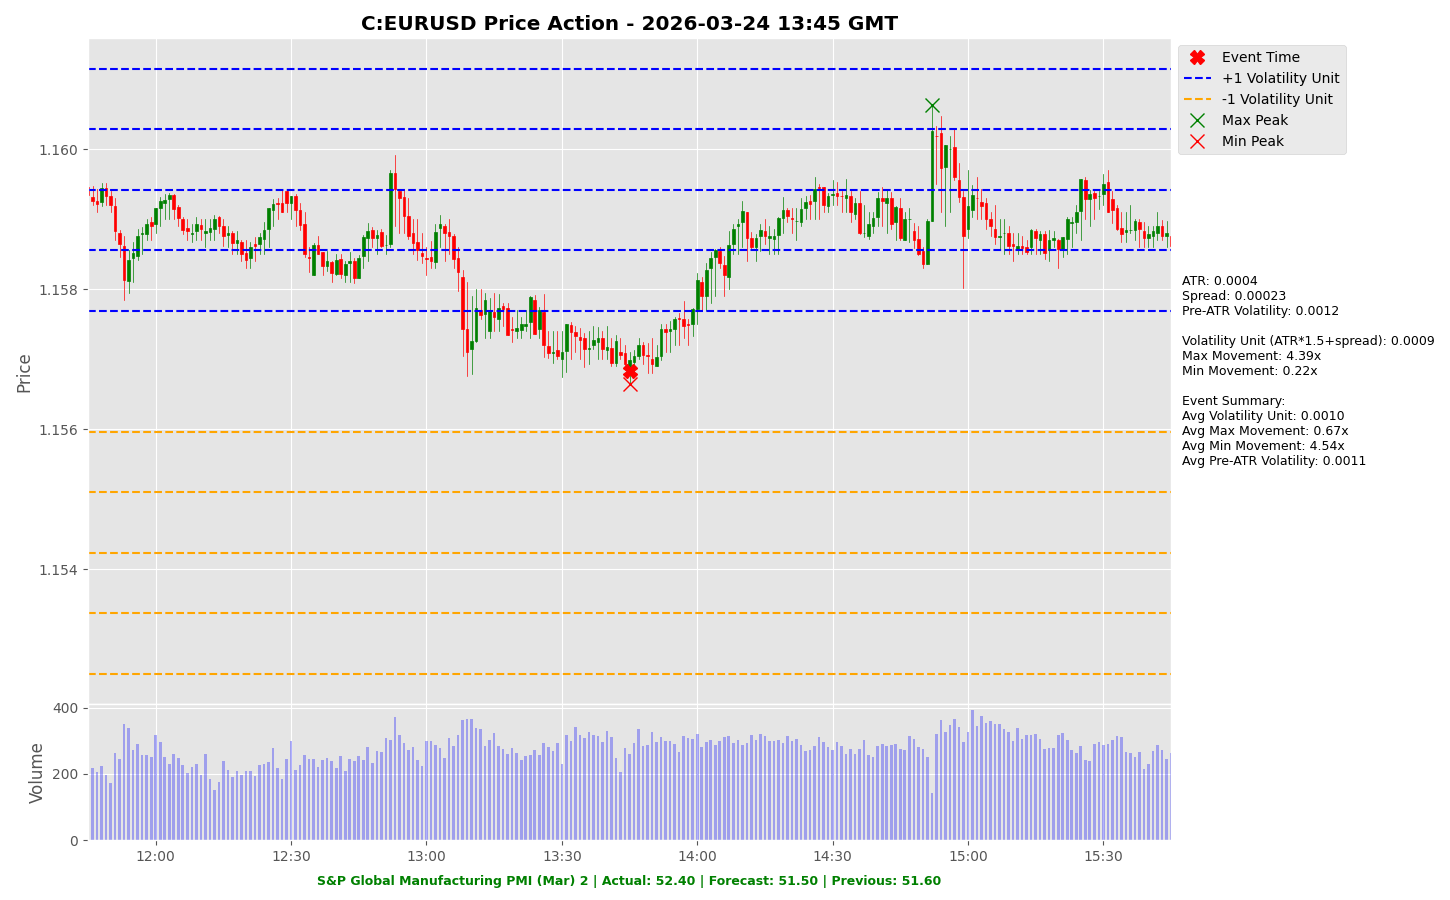 C:EURUSD Price Action - 2026-03-24 13:45 GMT
Event Time
+1 Volatility Unit
-1 Volatility Unit
Max Peak
Min Peak
1.160
1.158
1.156
1.154
Price
ATR: 0.0004
Spread: 0.00023
Pre-ATR Volatility: 0.0012
Volatility Unit (ATR*1.5+spread): 0.0009
Max Movement: 4.39x
Min Movement: 0.22x
Event Summary:
Avg Volatility Unit: 0.0010
Avg Max Movement: 0.67x
Avg Min Movement: 4.54x
Avg Pre-ATR Volatility: 0.0011
400
200
0
Volume
12:00 12:30 13:00 13:30 14:00 14:30 15:00 15:30
S&P Global Manufacturing PMI (Mar) 2 | Actual: 52.40 | Forecast: 51.50 | Previous: 51.60